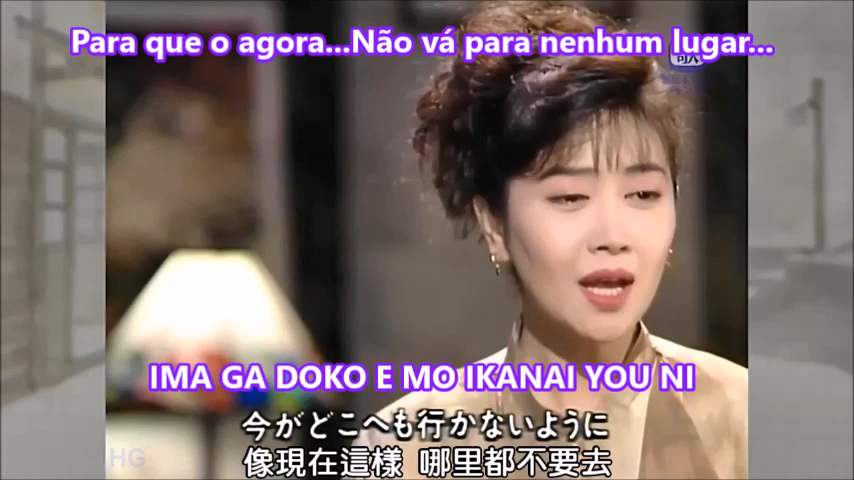 Para que o agora...Não vá para nenhum lugar...
歌
IMA GA DOKO E MO IKANAI YOU NI
今がどこへも行かないように
像現在這樣 哪里都不要去
HG